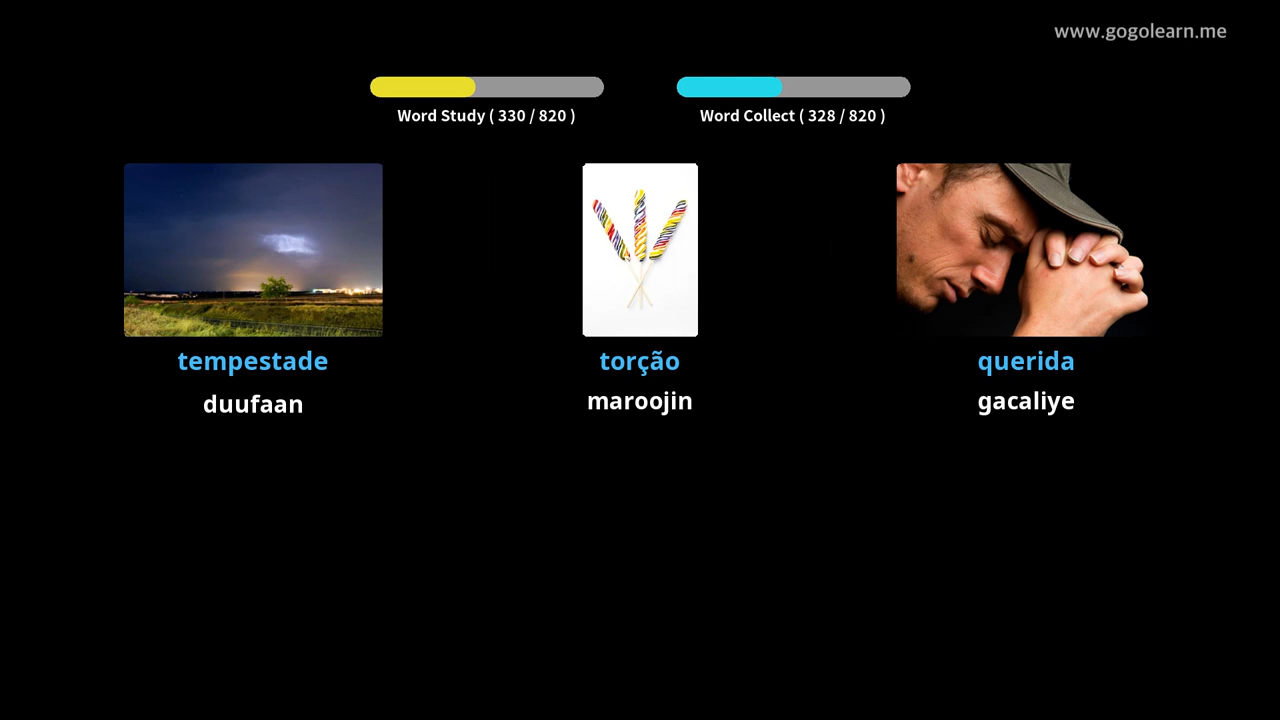 www.gogolearn.me
Word Study ( 330 / 820 )
Word Collect ( 328 / 820 )
tempestade
duufaan
torção
maroojin
querida
gacaliye